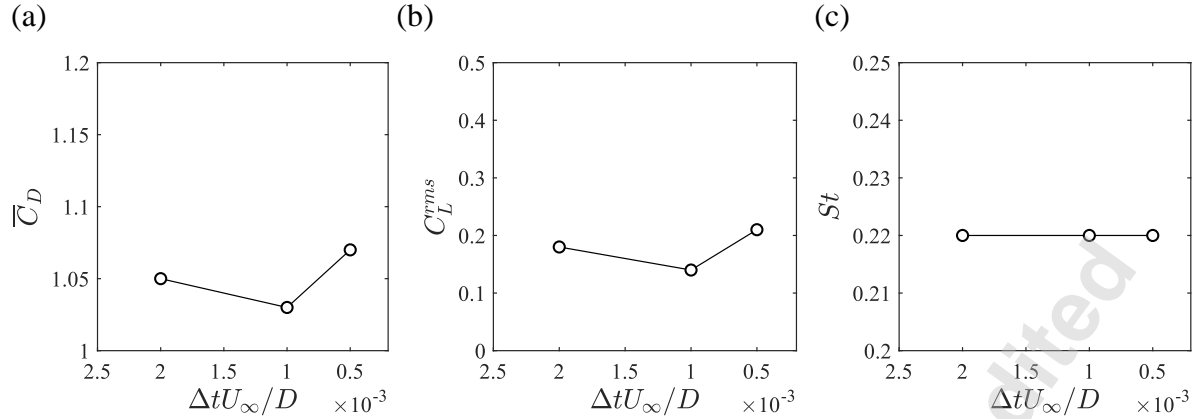 (a)
1.2
1.15
1.1
1.05
1
C̅_D
2.5 2 1.5 1 0.5
ΔtU∞/D ×10⁻³
(b)
0.5
0.4
0.3
0.2
0.1
0
C_L^{rms}
2.5 2 1.5 1 0.5
ΔtU∞/D ×10⁻³
(c)
0.25
0.24
0.23
0.22
0.21
0.2
St
2.5 2 1.5 1 0.5
ΔtU∞/D ×10⁻³
dited